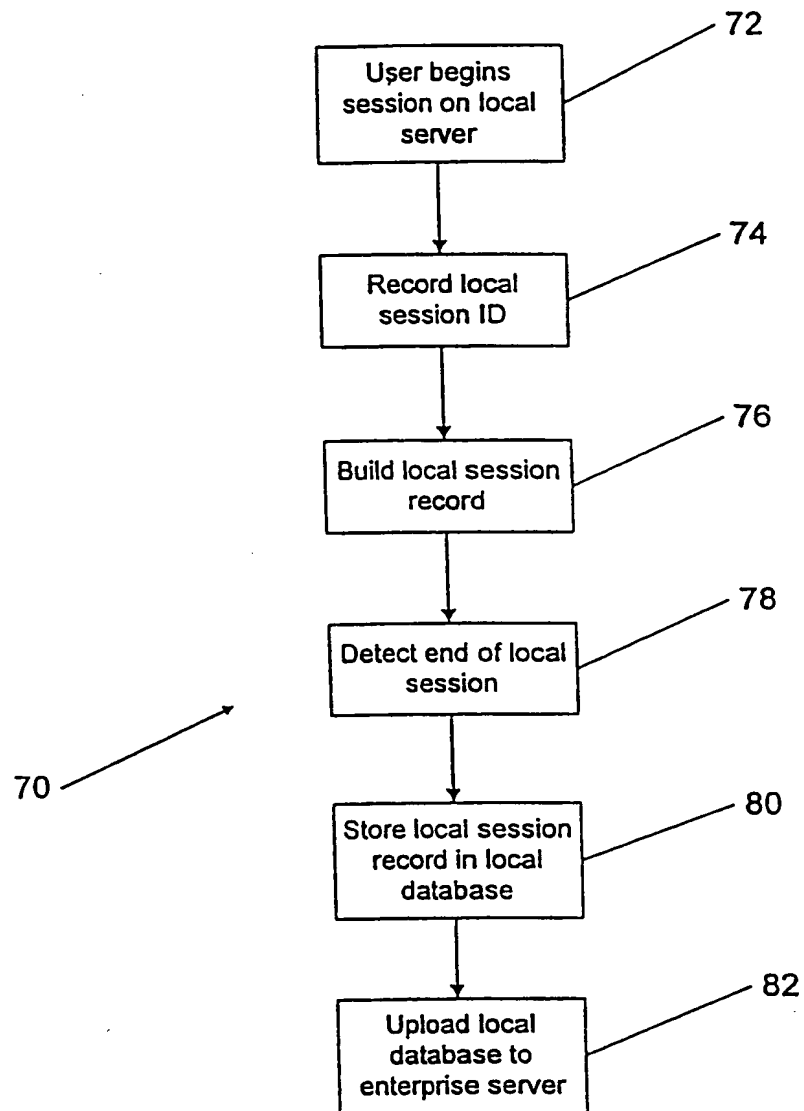 72
User begins
session on local
server
74
Record local
session ID
76
Build local session
record
78
Detect end of local
session
70
80
Store local session
record in local
database
82
Upload local
database to
enterprise server